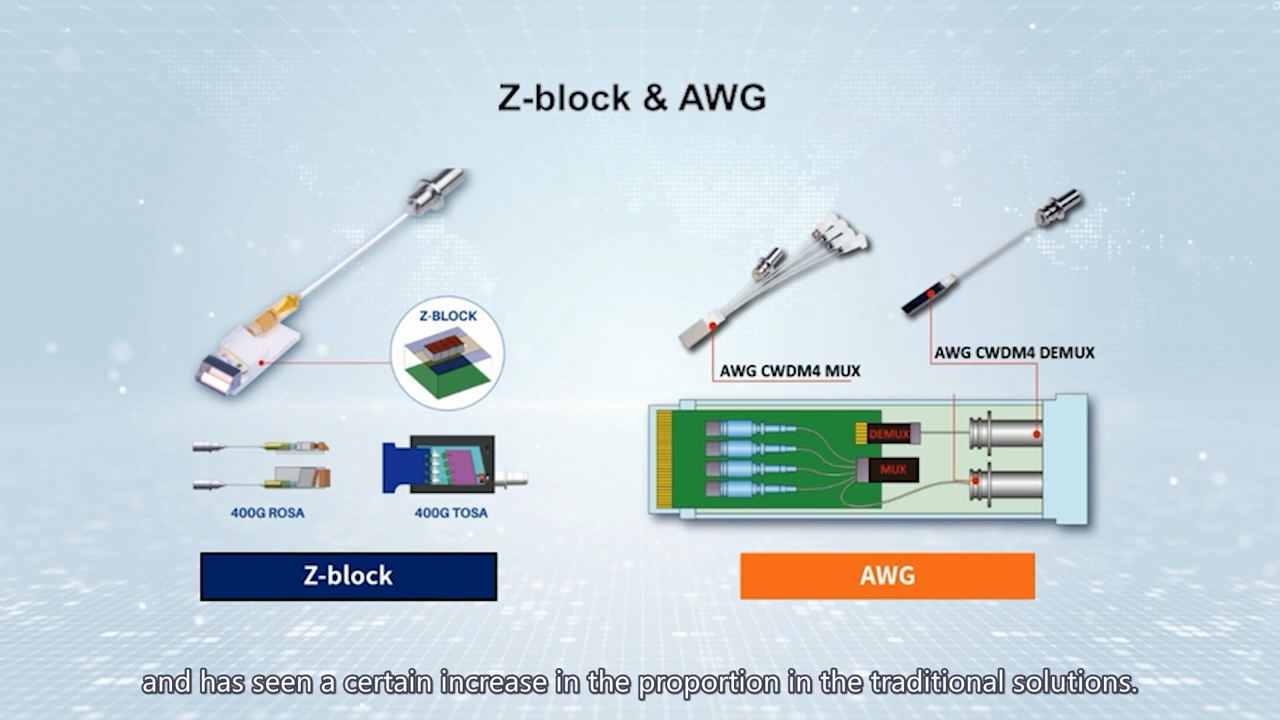 Z-block & AWG
Z-BLOCK
400G ROSA
400G TOSA
Z-block
AWG CWDM4 MUX
AWG CWDM4 DEMUX
DEMUX
MUX
AWG
and has seen a certain increase in the proportion in the traditional solutions.